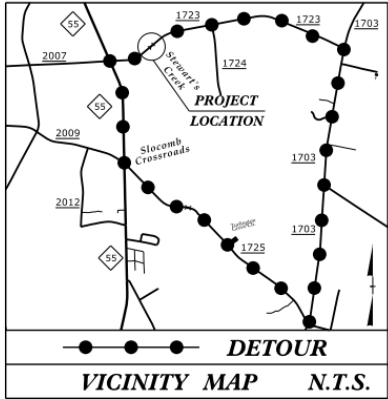 55
1723
1723
1703
2007
Stewart's
Creek
1724
PROJECT
LOCATION
55
2009
Slocomb
Crossroads
1703
2012
1703
1725
55
DETOUR
VICINITY MAP N.T.S.